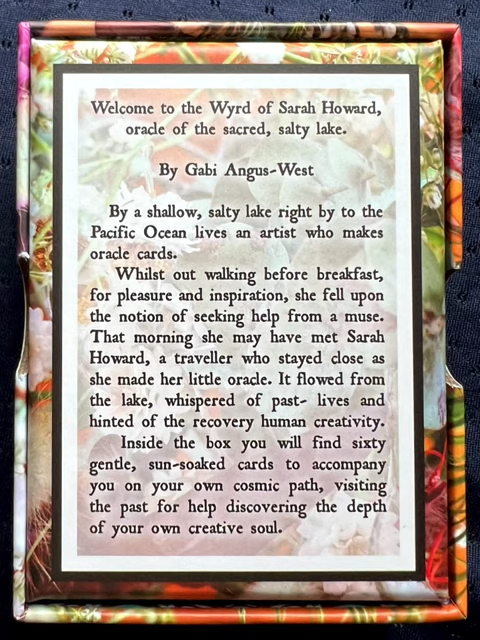 Welcome to the Wyrd of Sarah Howard,
oracle of the sacred, salty lake.
By Gabi Angus-West
By a shallow, salty lake right by to the
Pacific Ocean lives an artist who makes
oracle cards.
Whilst out walking before breakfast,
for pleasure and inspiration, she fell upon
the notion of seeking help from a muse.
That morning she may have met Sarah
Howard, a traveller who stayed close as
she made her little oracle. It flowed from
the lake, whispered of past- lives and
hinted of the recovery human creativity.
Inside the box you will find sixty
gentle, sun-soaked cards to accompany
you on your own cosmic path, visiting
the past for help discovering the depth
of your own creative soul.